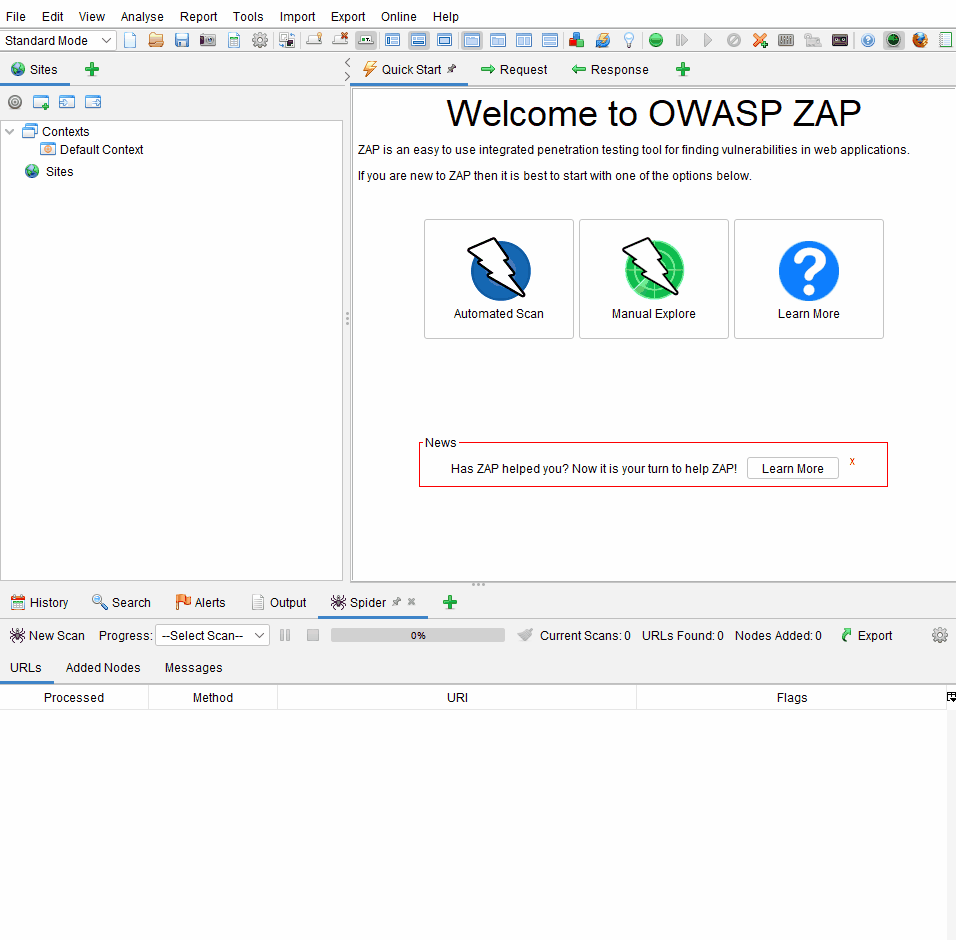 File Edit View Analyse Report Tools Import Export Online Help
Standard Mode
Sites
Quick Start Request Response
Contexts
Default Context
Sites
Welcome to OWASP ZAP
ZAP is an easy to use integrated penetration testing tool for finding vulnerabilities in web applications.
If you are new to ZAP then it is best to start with one of the options below.
Automated Scan Manual Explore Learn More
News
Has ZAP helped you? Now it is your turn to help ZAP! Learn More X
History Search Alerts Output Spider
New Scan Progress: --Select Scan-- 0% Current Scans: 0 URLs Found: 0 Nodes Added: 0 Export
URLs Added Nodes Messages
Processed Method URI Flags